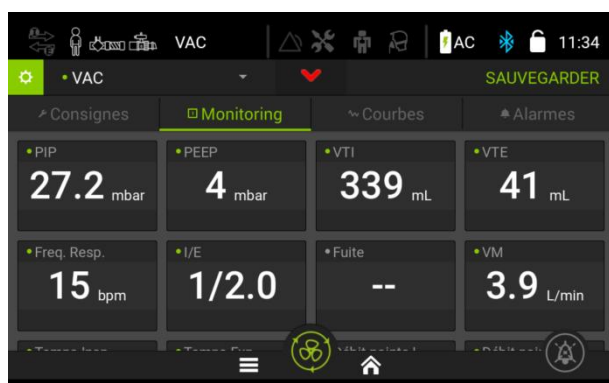 VAC AC 11:34
VAC SAUVEGARDER
Consignes Monitoring Courbes Alarmes
PIP PEEP VTI VTE
27.2 mbar 4 mbar 339 mL 41 mL
Freq. Resp. I/E Fuite VM
15 bpm 1/2.0 -- 3.9 L/min